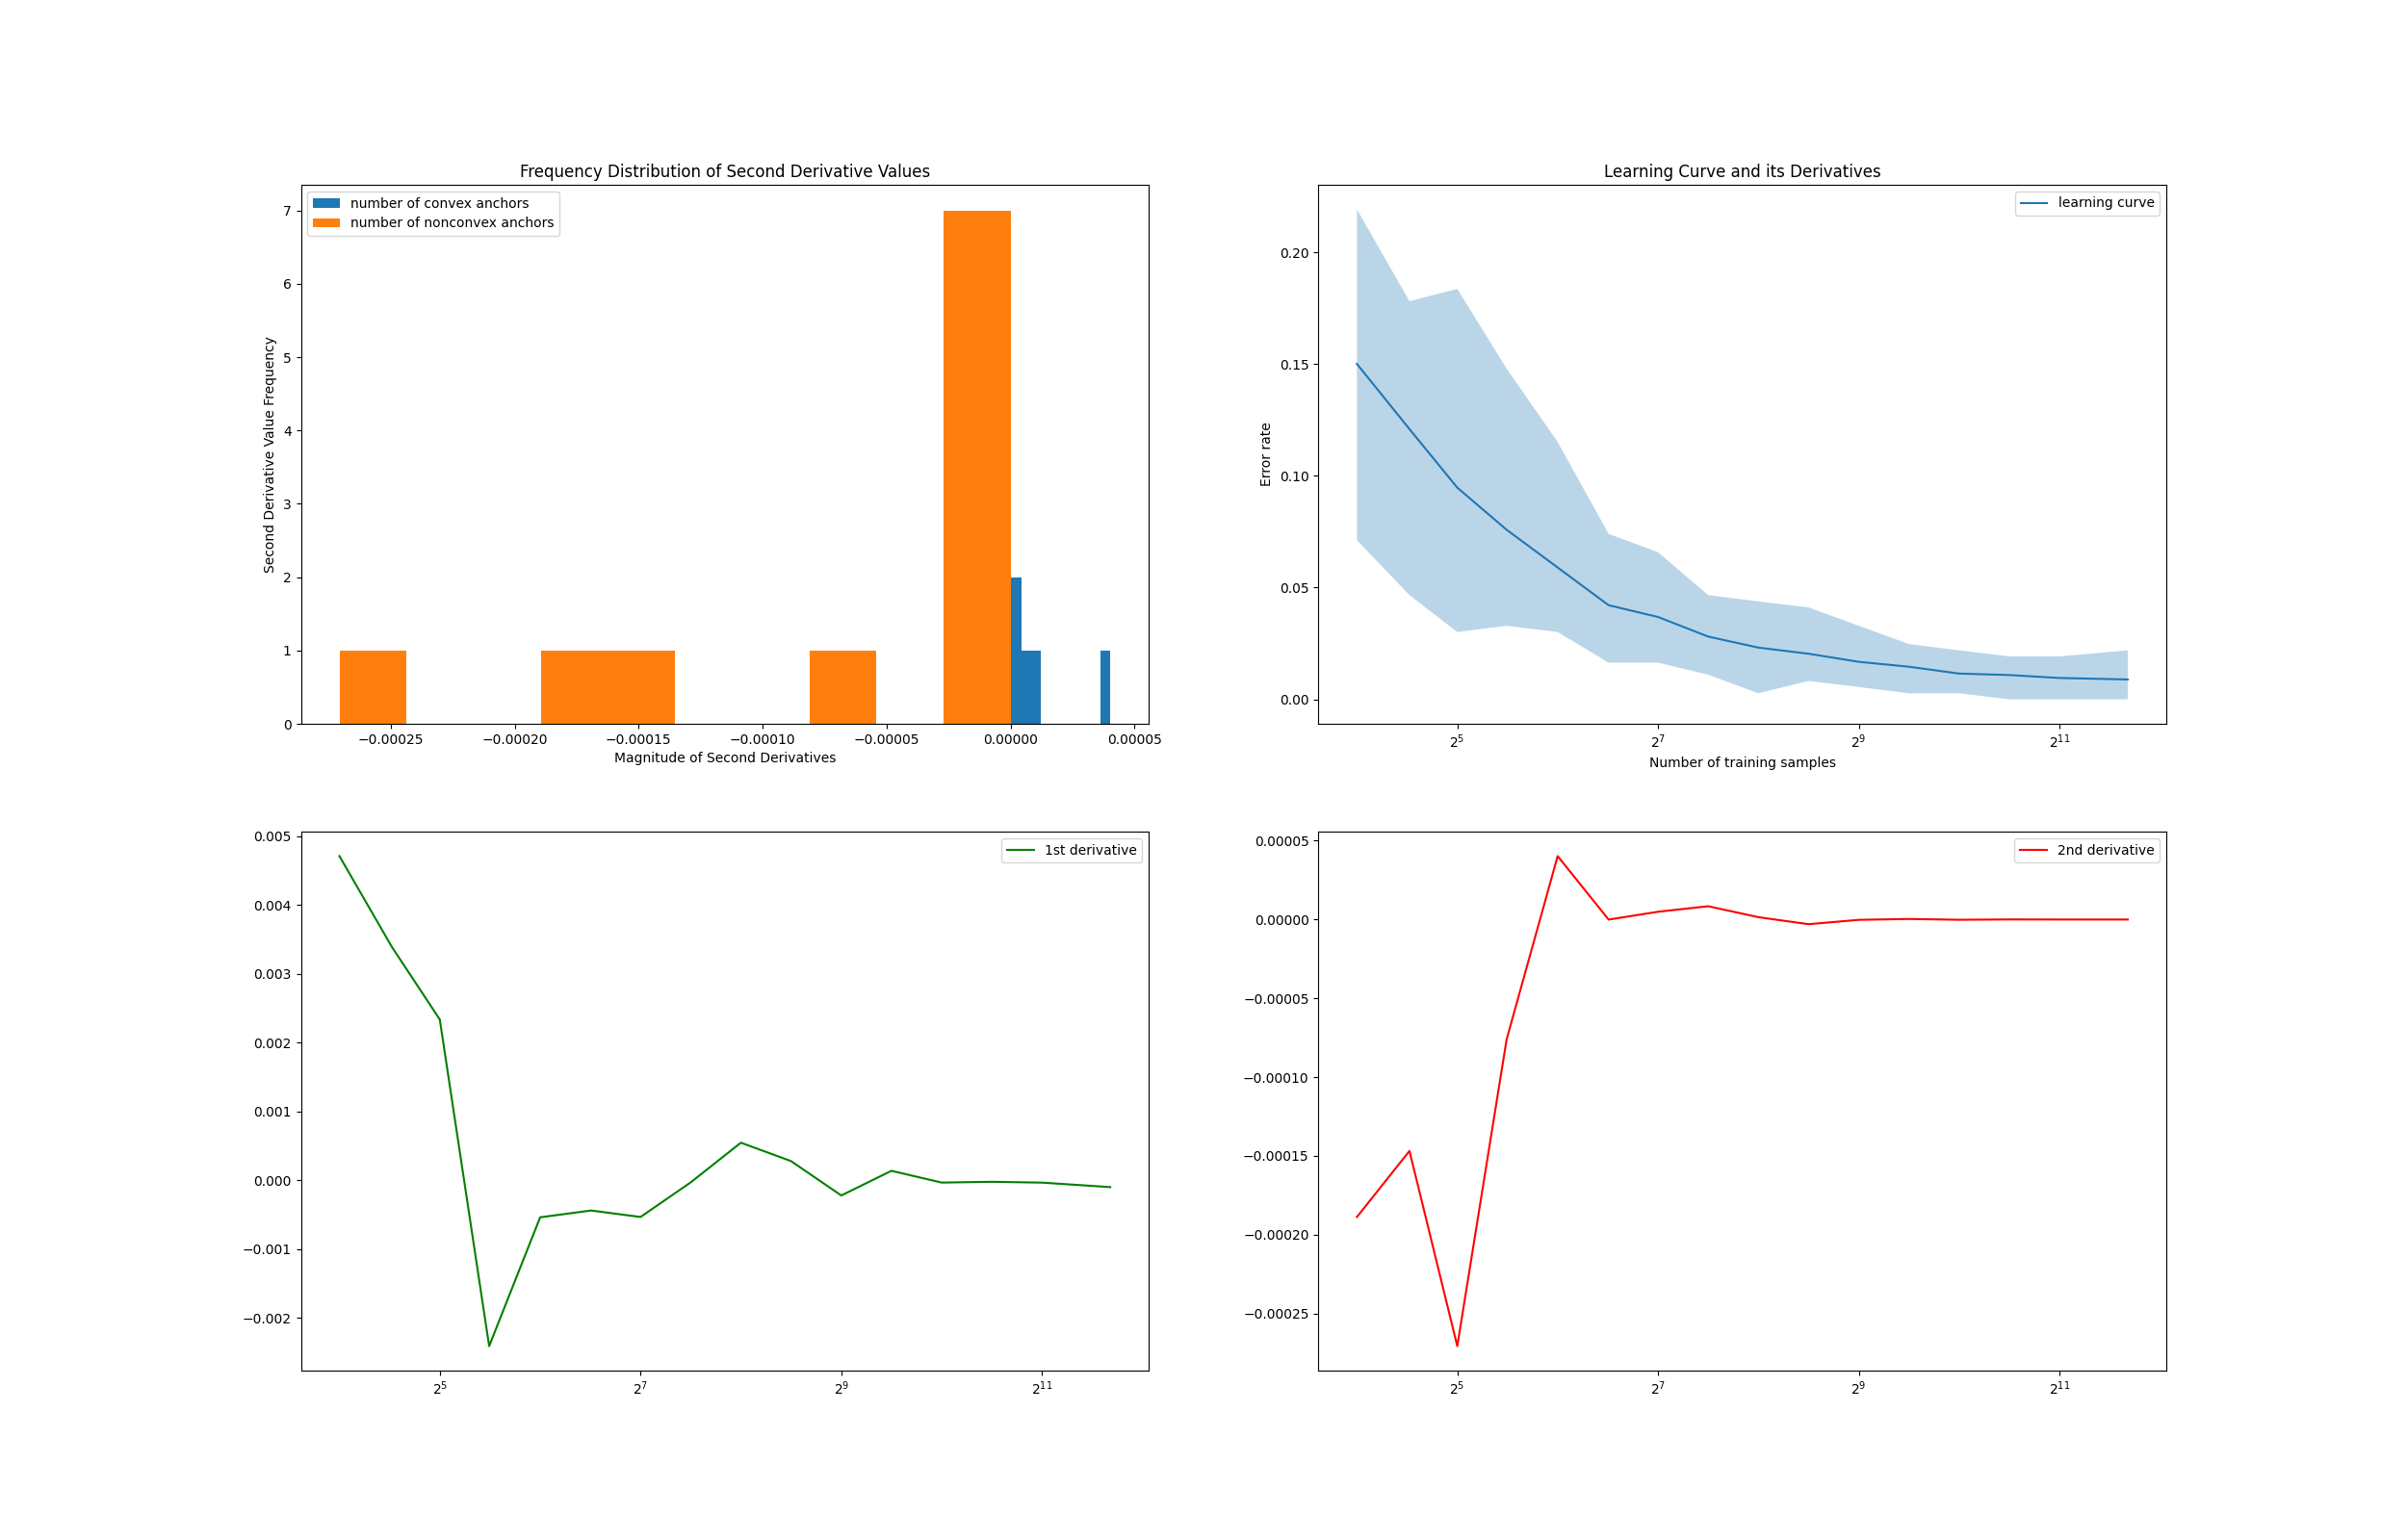 Frequency Distribution of Second Derivative Values
number of convex anchors
number of nonconvex anchors
Second Derivative Value Frequency
7
6
5
4
3
2
1
0
−0.00025 −0.00020 −0.00015 −0.00010 −0.00005 0.00000 0.00005
Magnitude of Second Derivatives
Learning Curve and its Derivatives
learning curve
Error rate
0.20
0.15
0.10
0.05
0.00
2^5 2^7 2^9 2^11
Number of training samples
1st derivative
0.005
0.004
0.003
0.002
0.001
0.000
−0.001
−0.002
2^5 2^7 2^9 2^11
2nd derivative
0.00005
0.00000
−0.00005
−0.00010
−0.00015
−0.00020
−0.00025
2^5 2^7 2^9 2^11